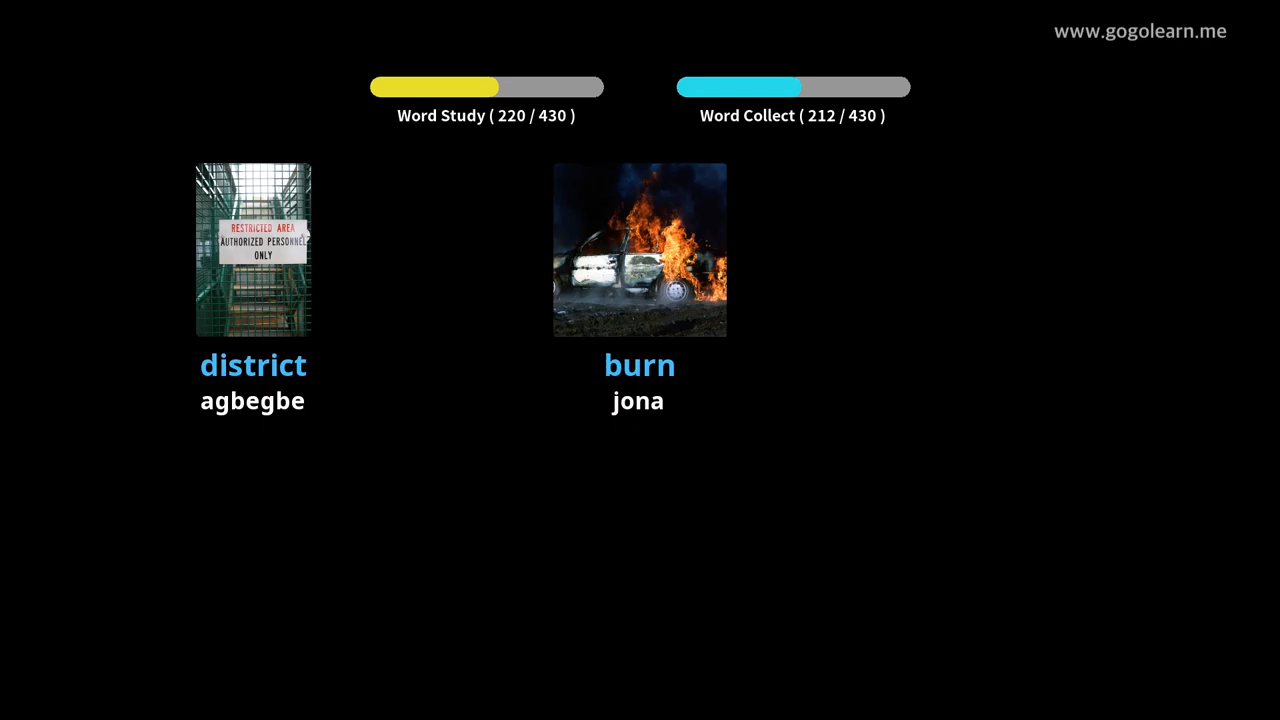 www.gogolearn.me
Word Study ( 220 / 430 )
Word Collect ( 212 / 430 )
RESTRICTED AREA
AUTHORIZED PERSONNEL
ONLY
district
agbegbe
burn
jona